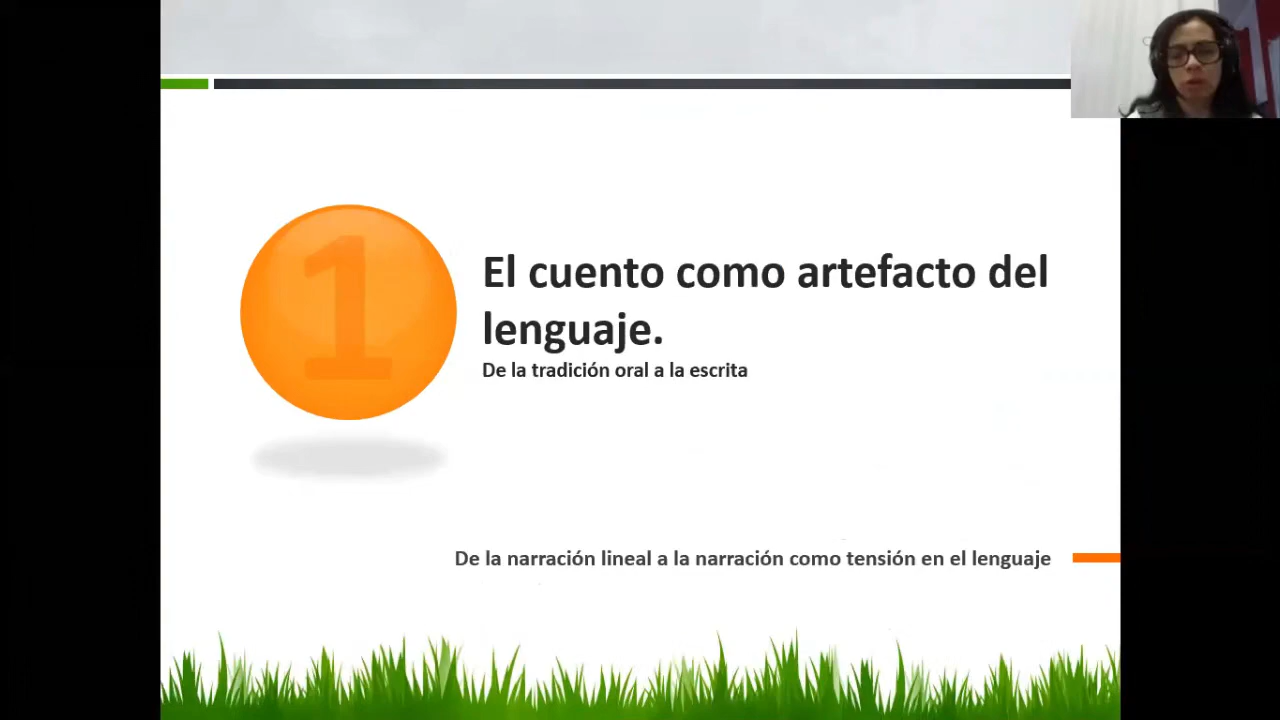 1
El cuento como artefacto del
lenguaje.
De la tradición oral a la escrita
De la narración lineal a la narración como tensión en el lenguaje